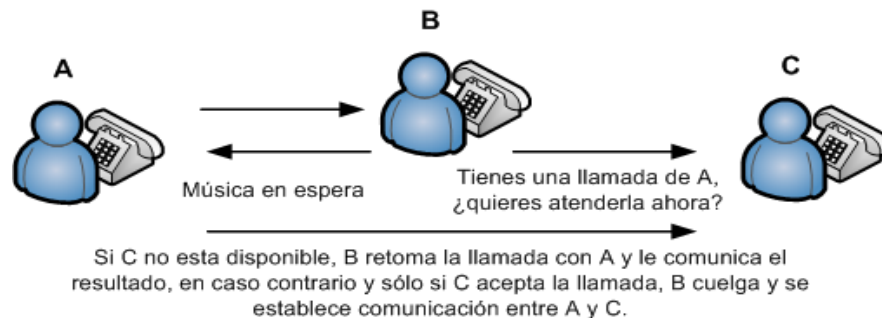 B
A
C
Música en espera
Tienes una llamada de A,
¿quieres atenderla ahora?
Si C no esta disponible, B retoma la llamada con A y le comunica el
resultado, en caso contrario y sólo si C acepta la llamada, B cuelga y se
establece comunicación entre A y C.